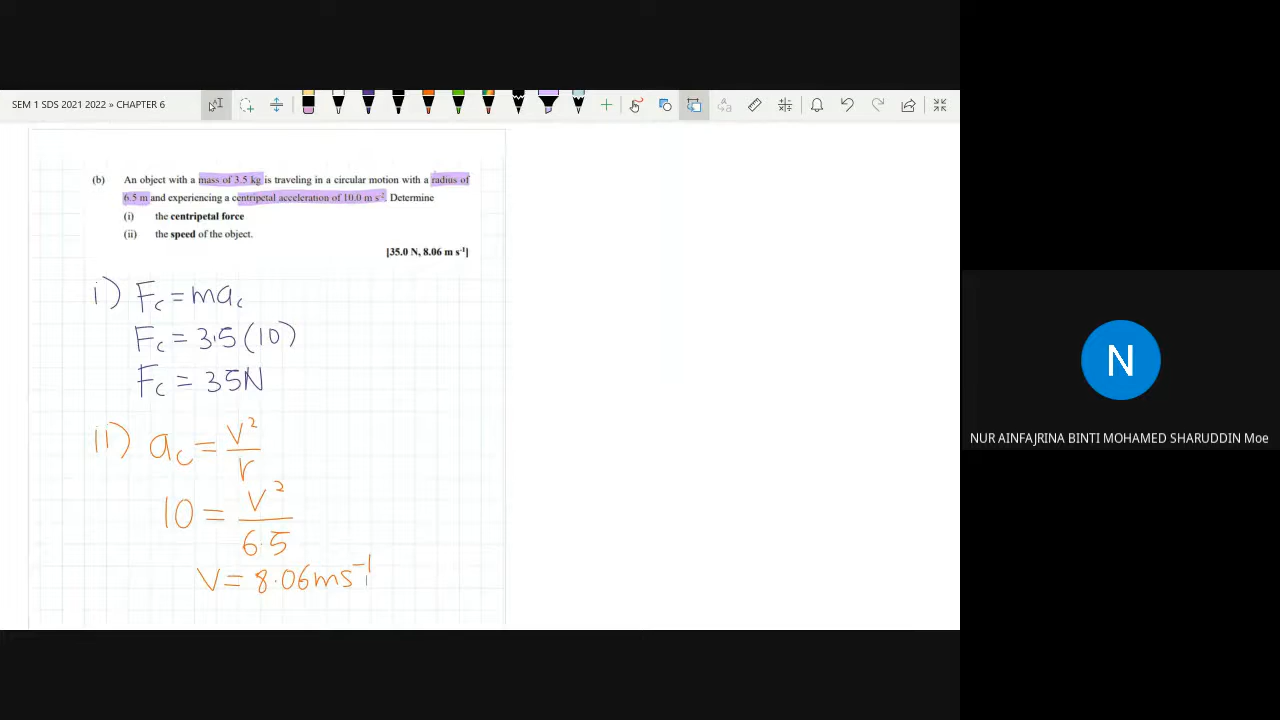 SEM 1 SDS 2021 2022 » CHAPTER 6
(b) An object with a mass of 3.5 kg is traveling in a circular motion with a radius of
6.5 m and experiencing a centripetal acceleration of 10.0 m s⁻². Determine
(i) the centripetal force
(ii) the speed of the object.
[35.0 N, 8.06 m s⁻¹]
i) Fc = mac
Fc = 3.5 (10)
Fc = 35N
ii) ac = v²/r
10 = v²/6.5
V = 8.06ms⁻¹
N
NUR AINFAJRINA BINTI MOHAMED SHARUDDIN Moe